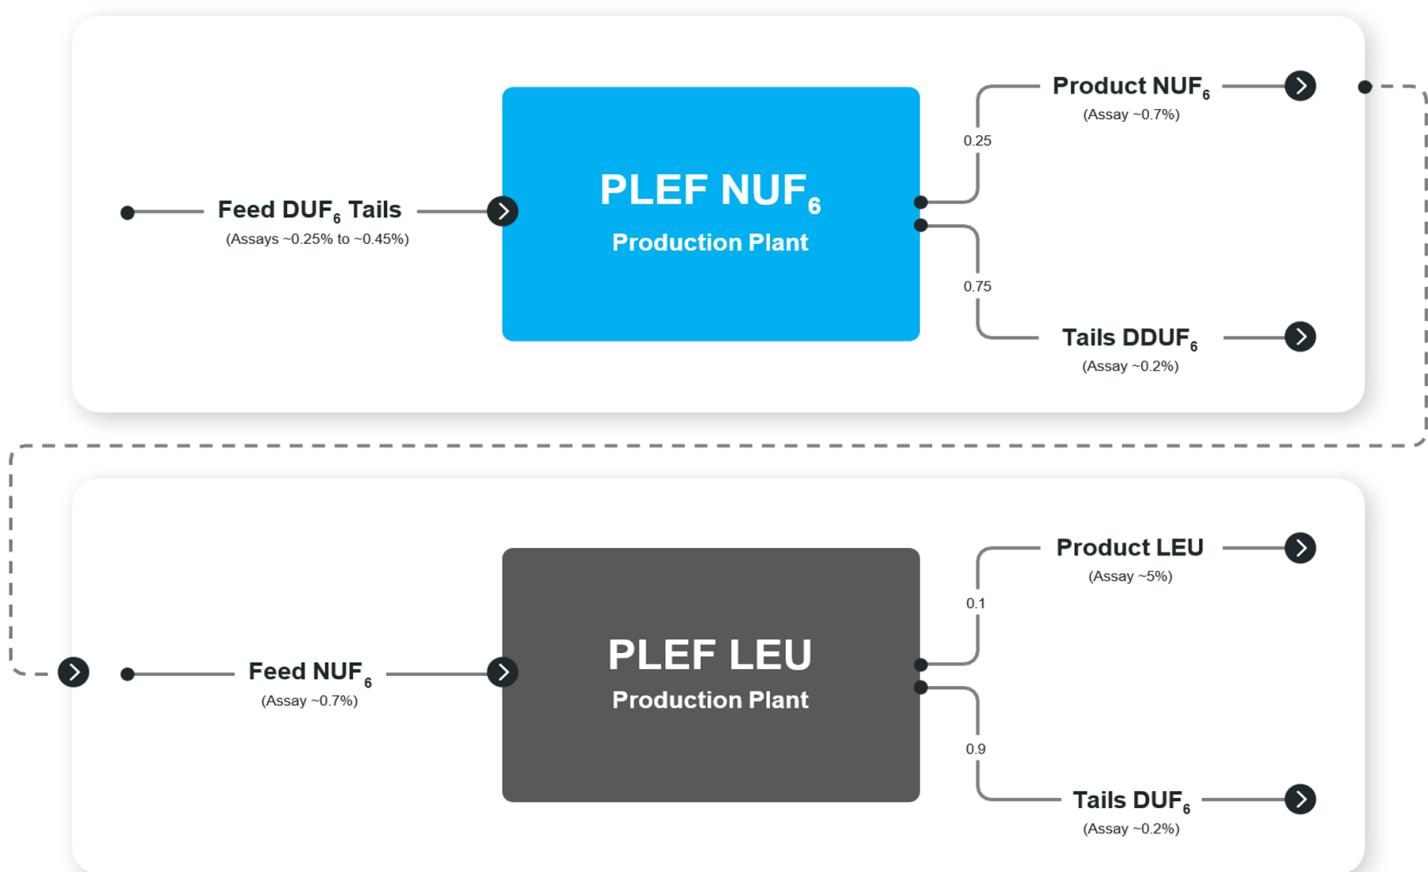 Feed DUF₆ Tails
(Assays ~0.25% to ~0.45%)
PLEF NUF₆
Production Plant
0.25
Product NUF₆
(Assay ~0.7%)
0.75
Tails DDUF₆
(Assay ~0.2%)
Feed NUF₆
(Assay ~0.7%)
PLEF LEU
Production Plant
0.1
Product LEU
(Assay ~5%)
0.9
Tails DUF₆
(Assay ~0.2%)